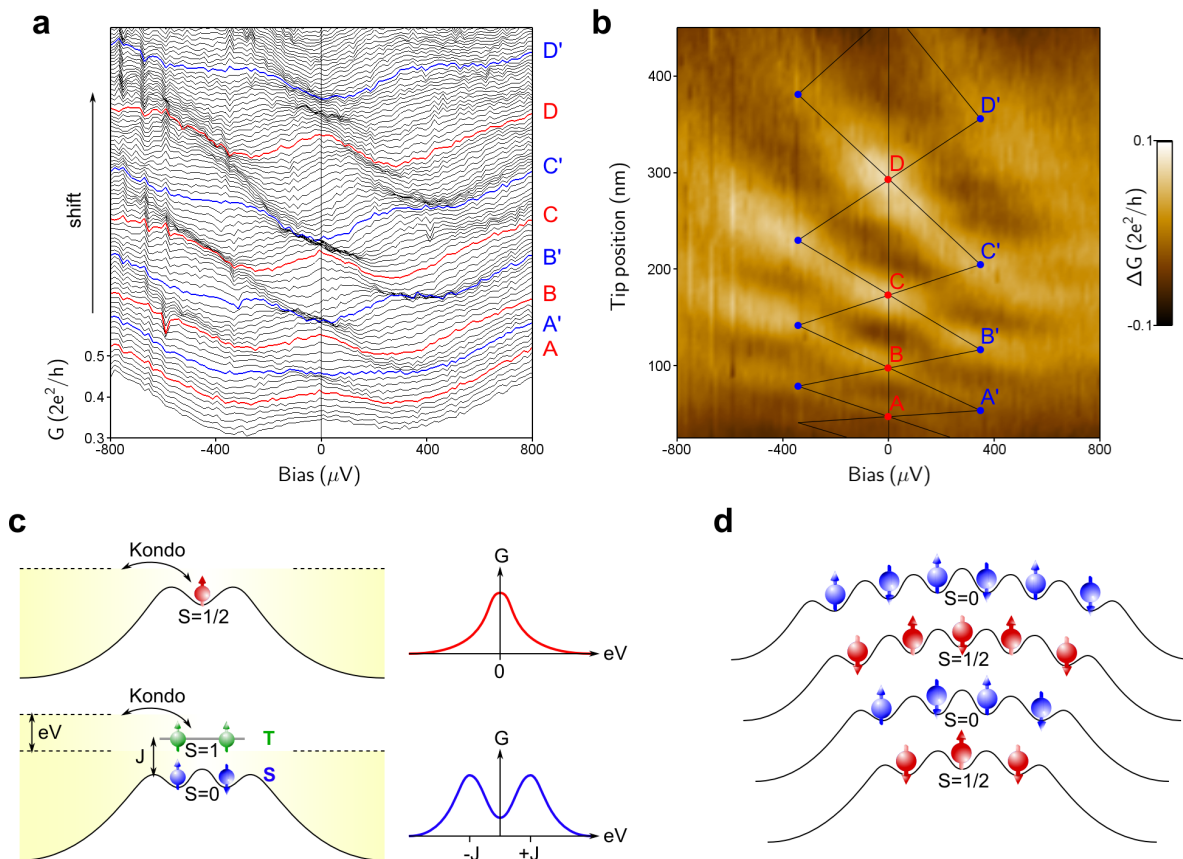 a
D'
D
C'
C
B'
B
A'
A
shift
G (2e²/h)
0.5
0.4
0.3
-800
-400
0
400
800
Bias (μV)
b
Tip position (nm)
400
300
200
100
D'
D
C'
C
B'
B
A'
A
-800
-400
0
400
800
Bias (μV)
0.1
ΔG (2e²/h)
-0.1
c
Kondo
S=1/2
G
eV
0
Kondo
eV
J
S=1
T
S=0
S
G
eV
-J
+J
d
S=0
S=1/2
S=0
S=1/2